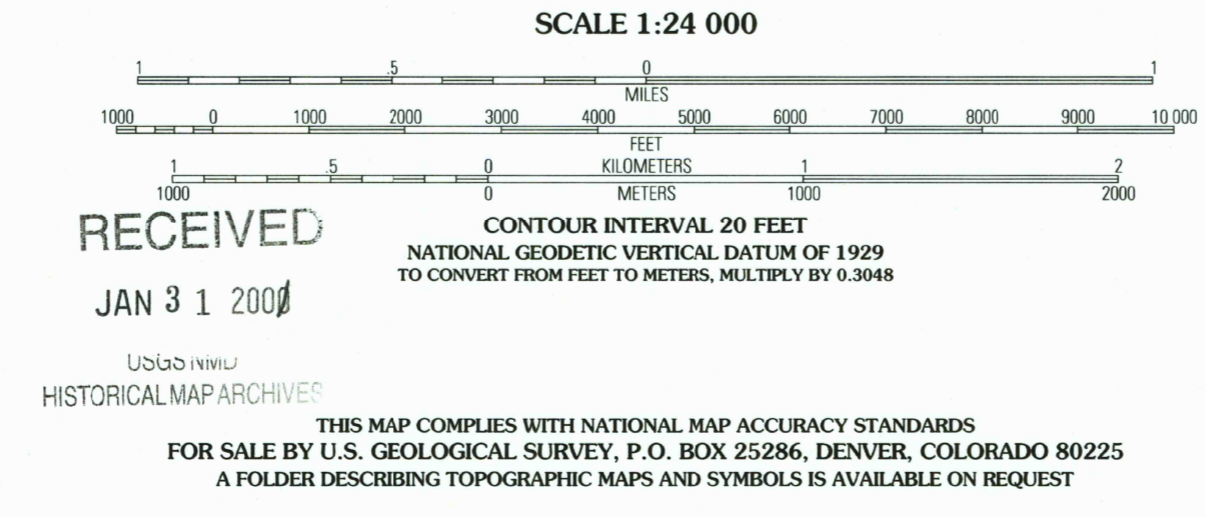 SCALE 1:24 000
1 .5 0 1
MILES
1000 0 1000 2000 3000 4000 5000 6000 7000 8000 9000 10 000
FEET
1 .5 0 KILOMETERS 1 2
1000 0 METERS 1000 2000
RECEIVED
CONTOUR INTERVAL 20 FEET
NATIONAL GEODETIC VERTICAL DATUM OF 1929
TO CONVERT FROM FEET TO METERS, MULTIPLY BY 0.3048
JAN 3 1
USGS NMD
HISTORICAL MAP ARCHIVES
THIS MAP COMPLIES WITH NATIONAL MAP ACCURACY STANDARDS
FOR SALE BY U.S. GEOLOGICAL SURVEY, P.O. BOX 25286, DENVER, COLORADO 80225
A FOLDER DESCRIBING TOPOGRAPHIC MAPS AND SYMBOLS IS AVAILABLE ON REQUEST